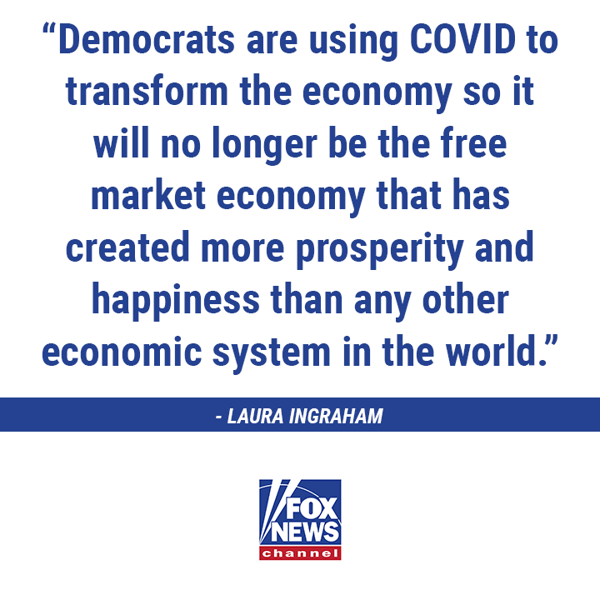 “Democrats are using COVID to
transform the economy so it
will no longer be the free
market economy that has
created more prosperity and
happiness than any other
economic system in the world.”
- LAURA INGRAHAM
FOX
NEWS
channel